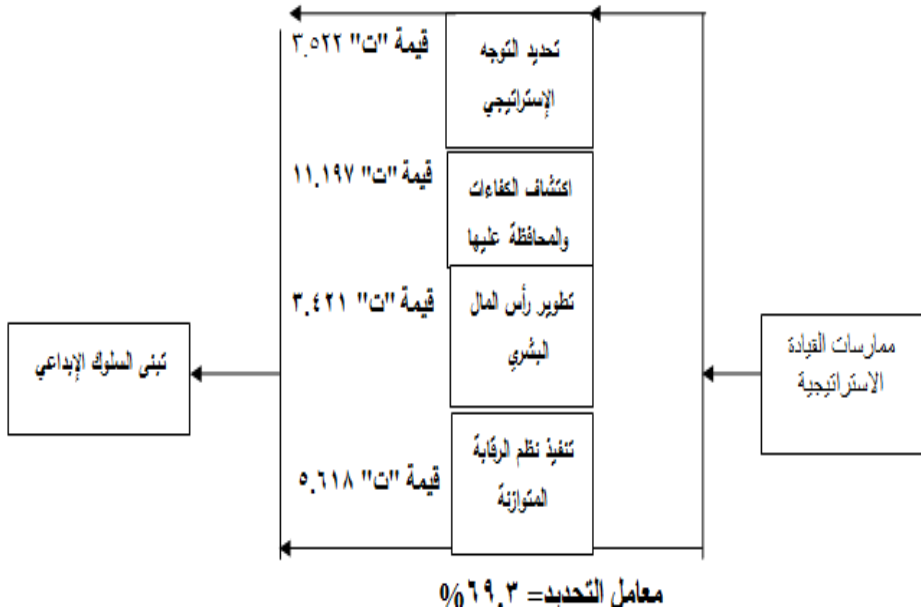 ممارسات القيادة
الاستراتيجية
تحديد التوجه
الإستراتيجي
قيمة "ت" ٣.٥٢٢
اكتشاف الكفاءات
والمحافظة عليها
قيمة "ت" ١١.١٩٧
تطوير رأس المال
البشري
قيمة "ت" ٣.٤٢١
تنفيذ نظم الرقابة
المتوازنة
قيمة "ت" ٥.٦١٨
تبنى السلوك الإبداعي
معامل التحديد= ٦٩.٣%